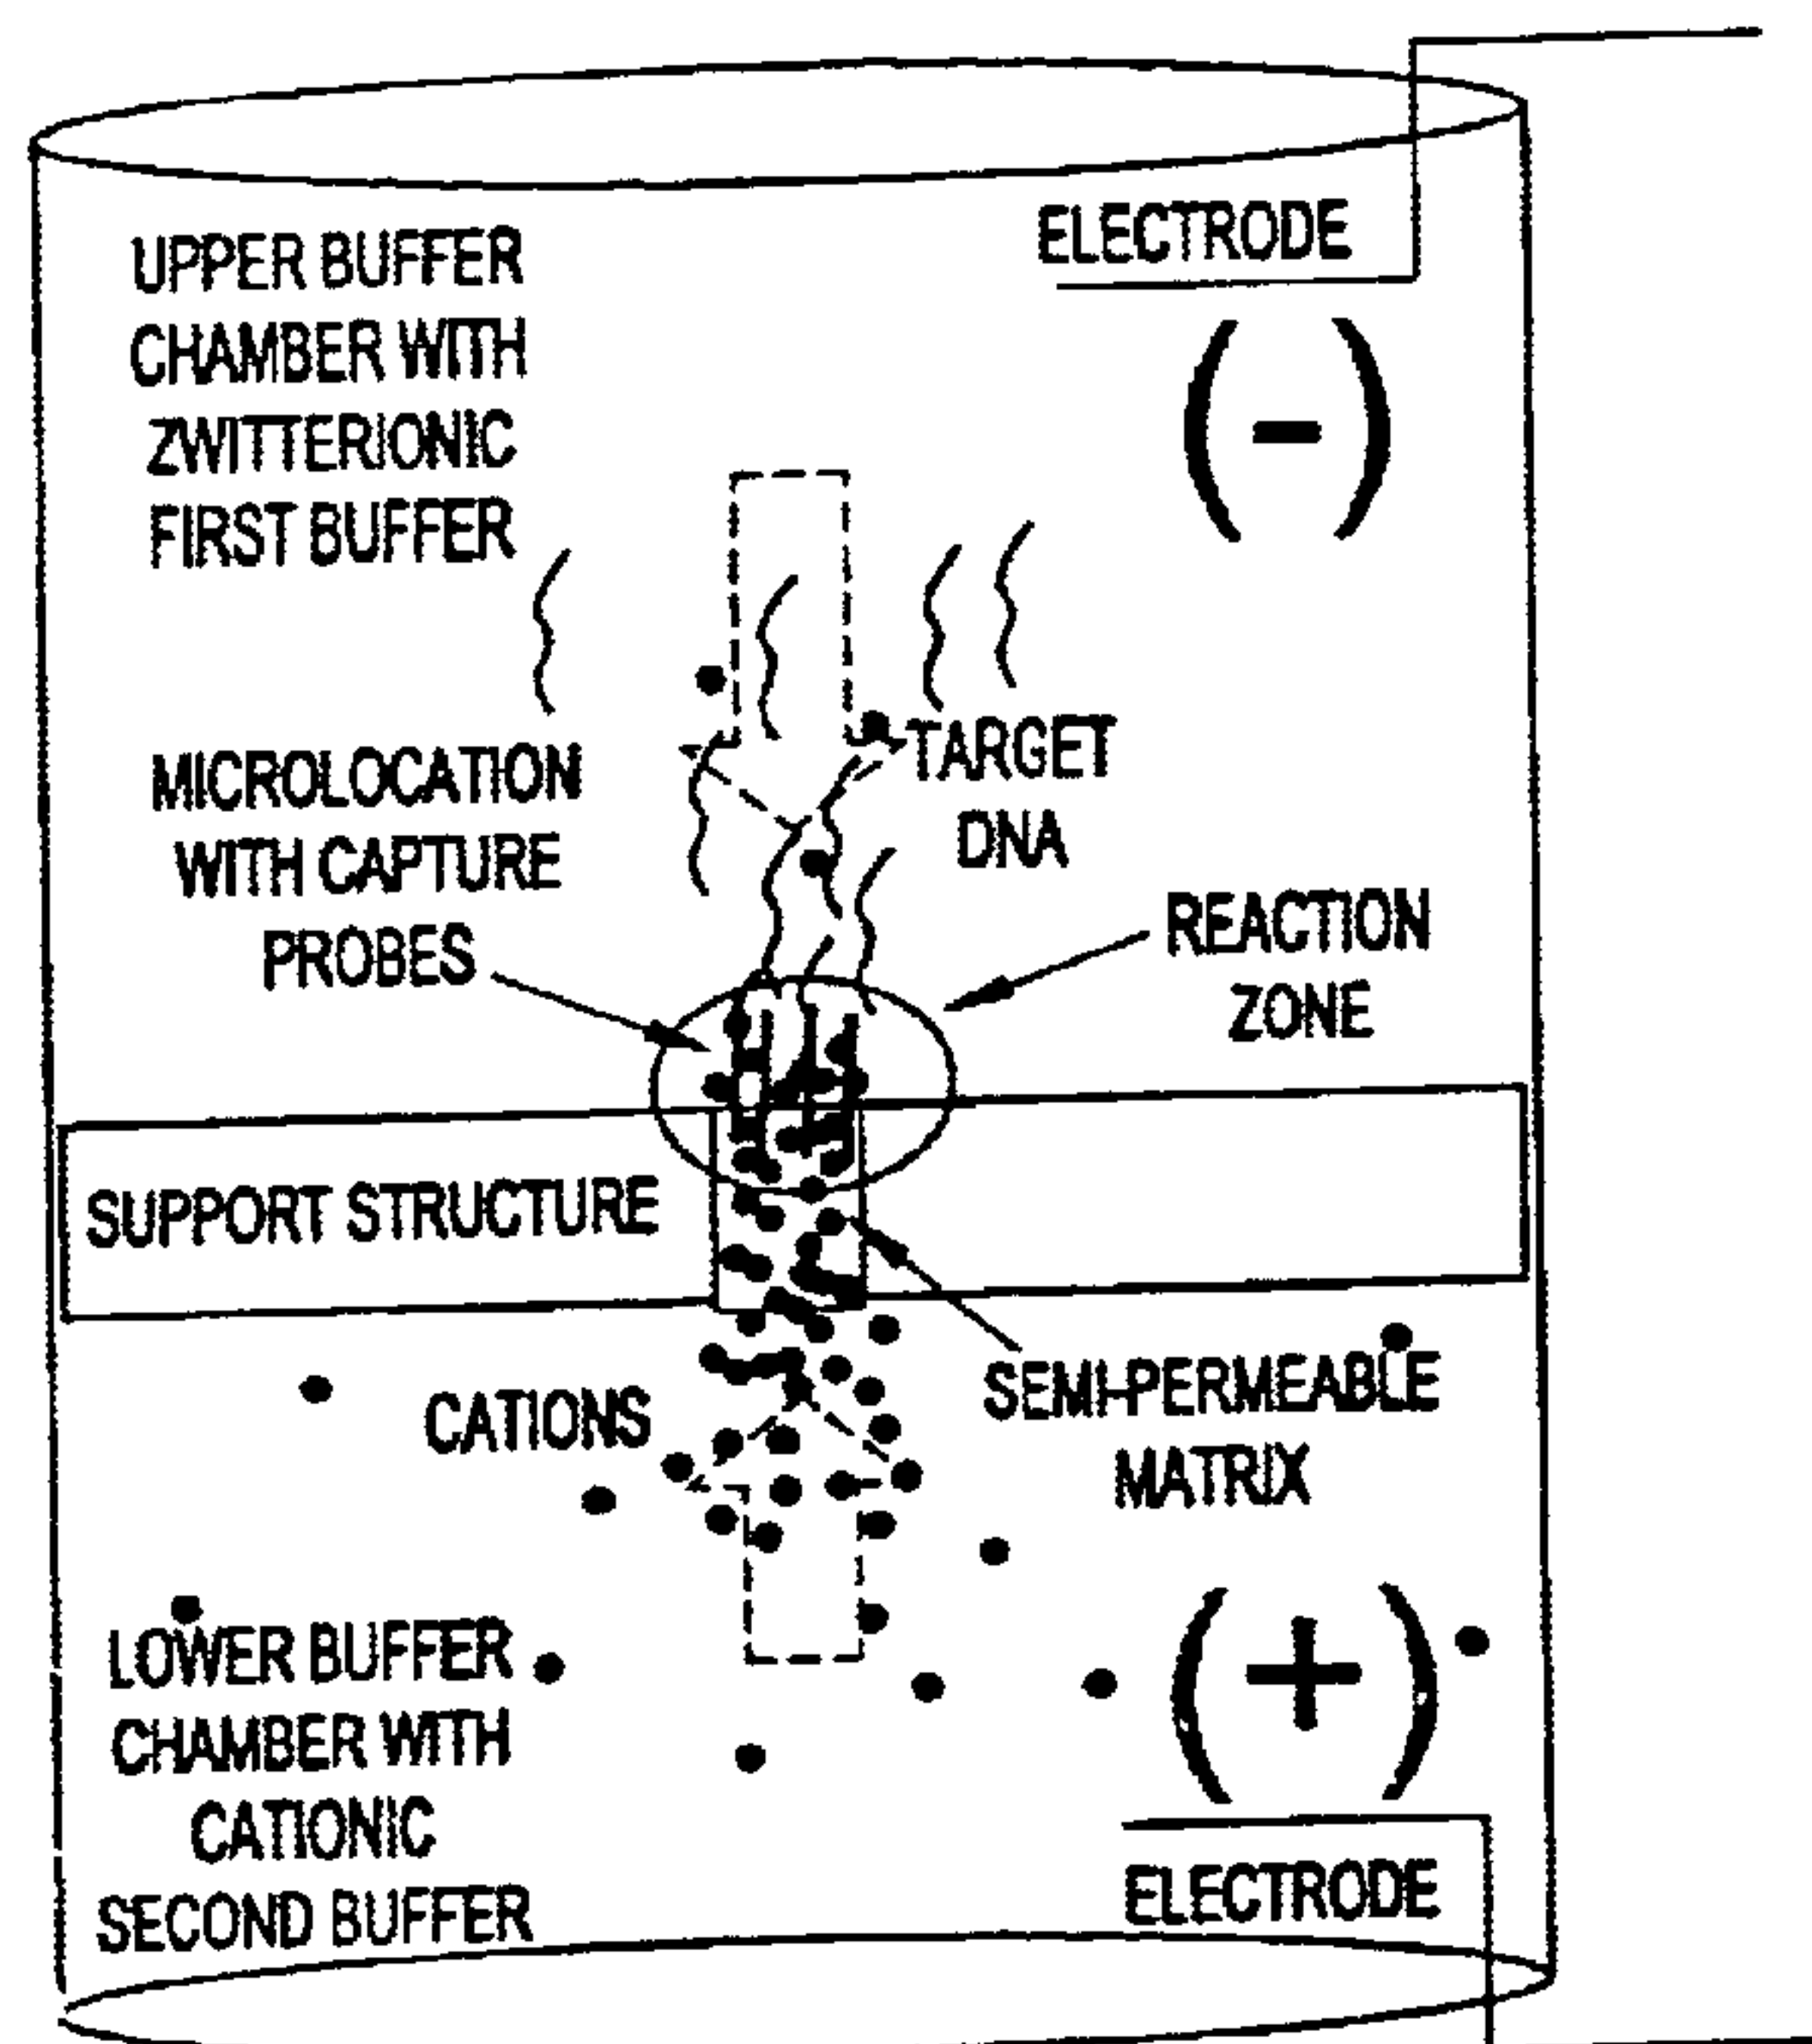 UPPER BUFFER
CHAMBER WITH
ZWITTERIONIC
FIRST BUFFER
ELECTRODE
(-)
MICROLOCATION
WITH CAPTURE
PROBES
TARGET
DNA
REACTION
ZONE
SUPPORT STRUCTURE
CATIONS
SEMI-PERMEABLE
MATRIX
LOWER BUFFER
CHAMBER WITH
CATIONIC
SECOND BUFFER
(+)
ELECTRODE